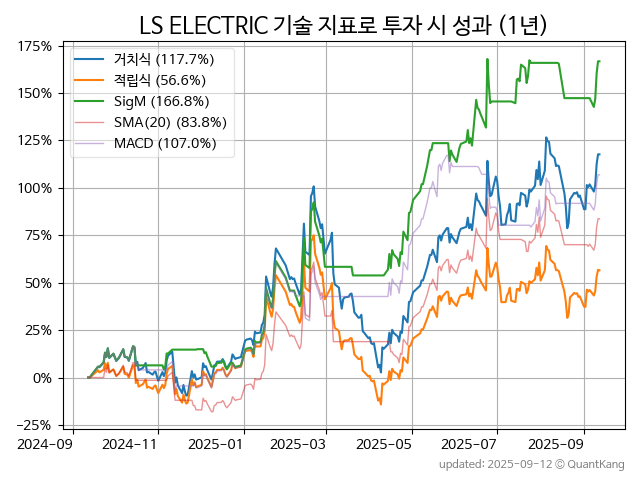 LS ELECTRIC 기술 지표로 투자 시 성과 (1년)
175%
150%
125%
100%
75%
50%
25%
0%
−25%
거치식 (117.7%)
적립식 (56.6%)
SigM (166.8%)
SMA(20) (83.8%)
MACD (107.0%)
2024-09 2024-11 2025-01 2025-03 2025-05 2025-07 2025-09
updated: 2025-09-12 © QuantKang